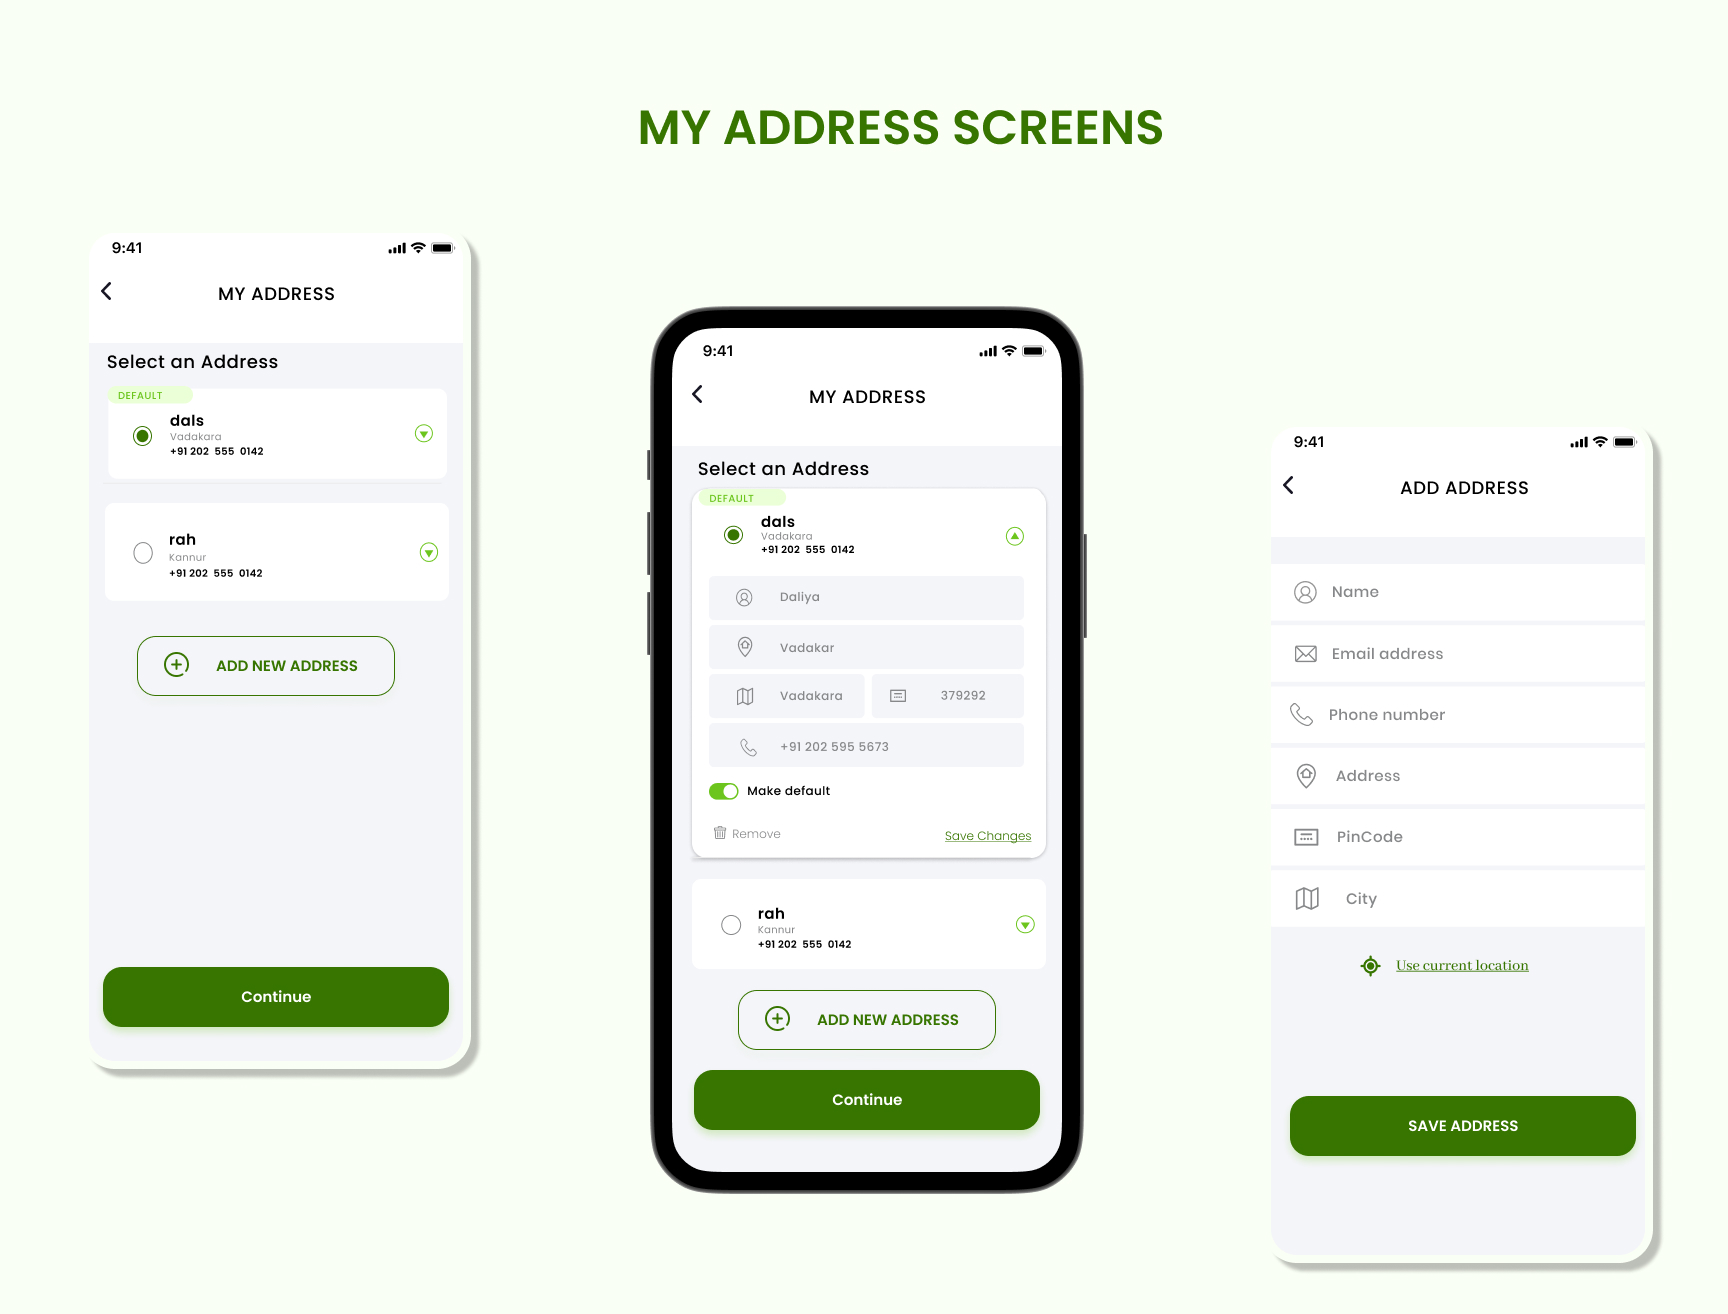 MY ADDRESS SCREENS
9:41
MY ADDRESS
Select an Address
DEFAULT
dals
Vadakara
+91 202 555 0142
rah
Kannur
+91 202 555 0142
ADD NEW ADDRESS
Continue
9:41
MY ADDRESS
Select an Address
DEFAULT
dals
Vadakara
+91 202 555 0142
Daliya
Vadakar
Vadakara
379292
+91 202 595 5673
Make default
Remove
Save Changes
rah
Kannur
+91 202 555 0142
ADD NEW ADDRESS
Continue
9:41
ADD ADDRESS
Name
Email address
Phone number
Address
PinCode
City
Use current location
SAVE ADDRESS